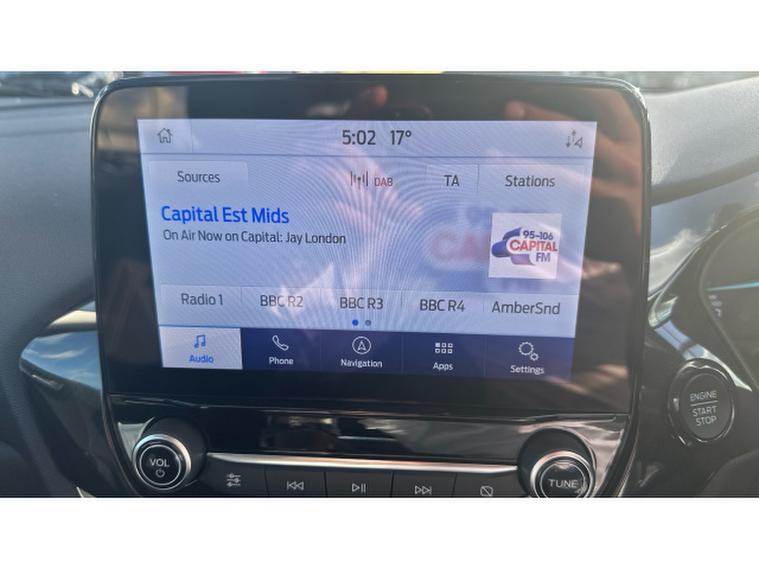 5:02 17°
Sources DAB TA Stations
Capital Est Mids
On Air Now on Capital: Jay London
95-106
CAPITAL
FM
Radio 1 BBC R2 BBC R3 BBC R4 AmberSnd
Audio Phone Navigation Apps Settings
ENGINE
START
STOP
VOL
TUNE